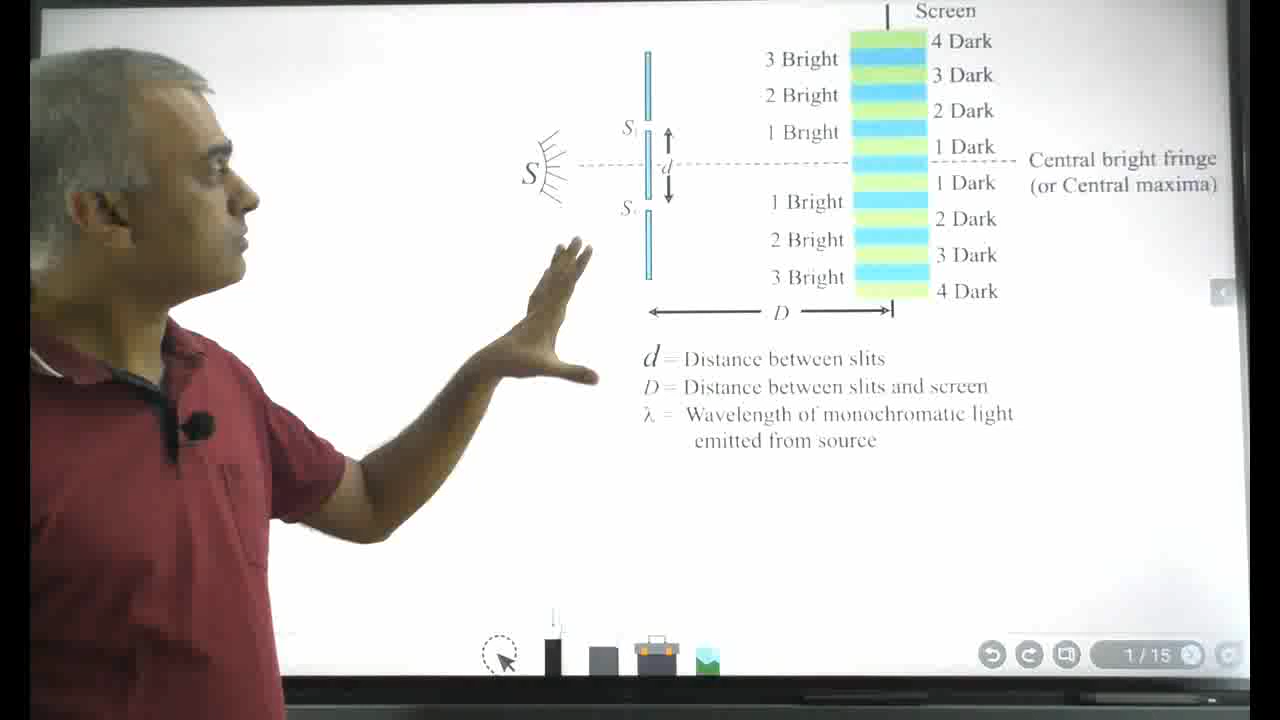 Screen
4 Dark
3 Bright
3 Dark
2 Bright
2 Dark
1 Bright
1 Dark
S₁
S
d
Central bright fringe
(or Central maxima)
1 Dark
1 Bright
S
2 Dark
2 Bright
3 Dark
3 Bright
4 Dark
D
d = Distance between slits
D = Distance between slits and screen
λ = Wavelength of monochromatic light
emitted from source
1 / 15